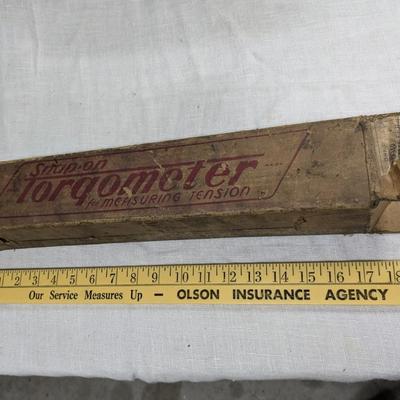 Snap-on
Torqometer
for MEASURING TENSION
1 2 3 4 5 6 7 8 9 10 11 12 13 14 15 16 17 18
Our Service Measures Up — OLSON INSURANCE AGENCY